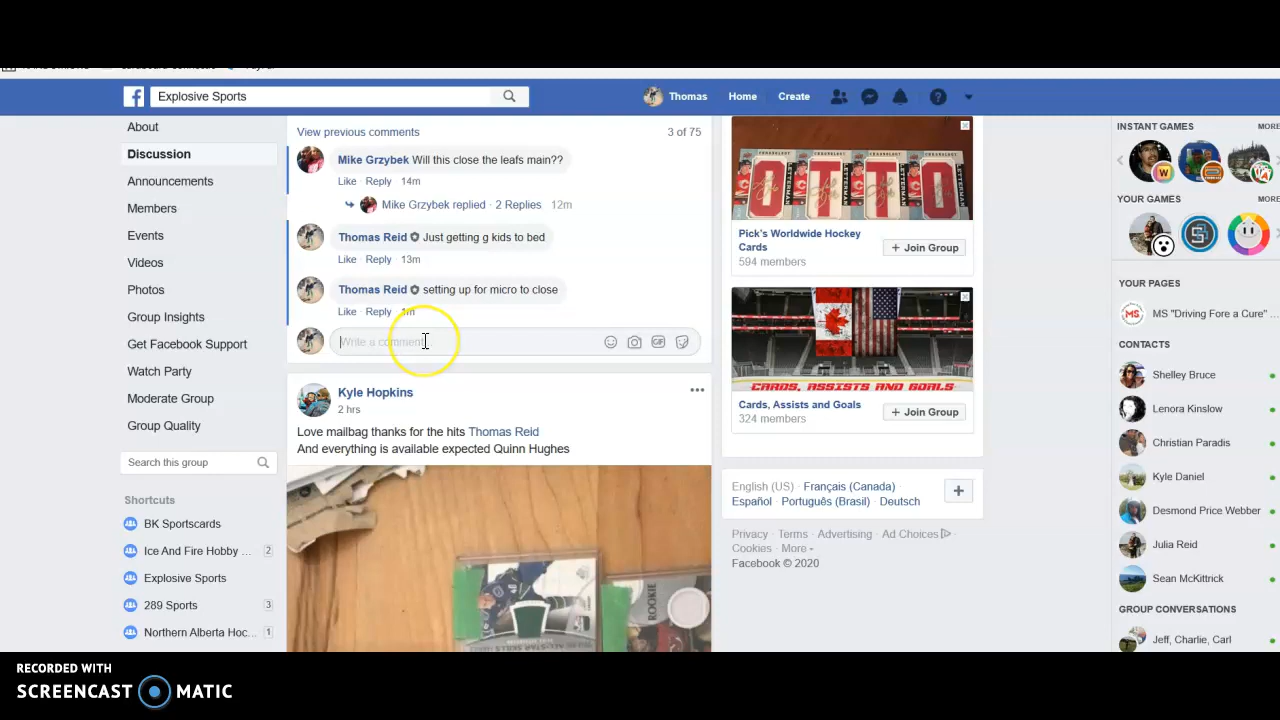 Explosive Sports
Thomas
Home
Create
About
Discussion
Announcements
Members
Events
Videos
Photos
Group Insights
Get Facebook Support
Watch Party
Moderate Group
Group Quality
Search this group
Shortcuts
BK Sportscards
Ice And Fire Hobby ... 2
Explosive Sports
289 Sports 3
Northern Alberta Hoc... 1
View previous comments 3 of 75
Mike Grzybek Will this close the leafs main??
Like · Reply · 14m
Mike Grzybek replied · 2 Replies 12m
Thomas Reid Just getting g kids to bed
Like · Reply · 13m
Thomas Reid setting up for micro to close
Like · Reply · 1m
Write a comment...
GIF
Kyle Hopkins
2 hrs
Love mailbag thanks for the hits Thomas Reid
And everything is available expected Quinn Hughes
ROOKIE
LETTERMAN
Pick's Worldwide Hockey
Cards
594 members
+ Join Group
CARDS, ASSISTS AND GOALS
Cards, Assists and Goals
324 members
+ Join Group
English (US) · Français (Canada) ·
Español · Português (Brasil) · Deutsch
Privacy · Terms · Advertising · Ad Choices ·
Cookies · More
Facebook © 2020
INSTANT GAMES MORE
W
YOUR GAMES MORE
YOUR PAGES
MS
MS "Driving Fore a Cure" ...
CONTACTS
Shelley Bruce
Lenora Kinslow
Christian Paradis
Kyle Daniel
Desmond Price Webber
Julia Reid
Sean McKittrick
GROUP CONVERSATIONS
Jeff, Charlie, Carl
RECORDED WITH
SCREENCAST MATIC